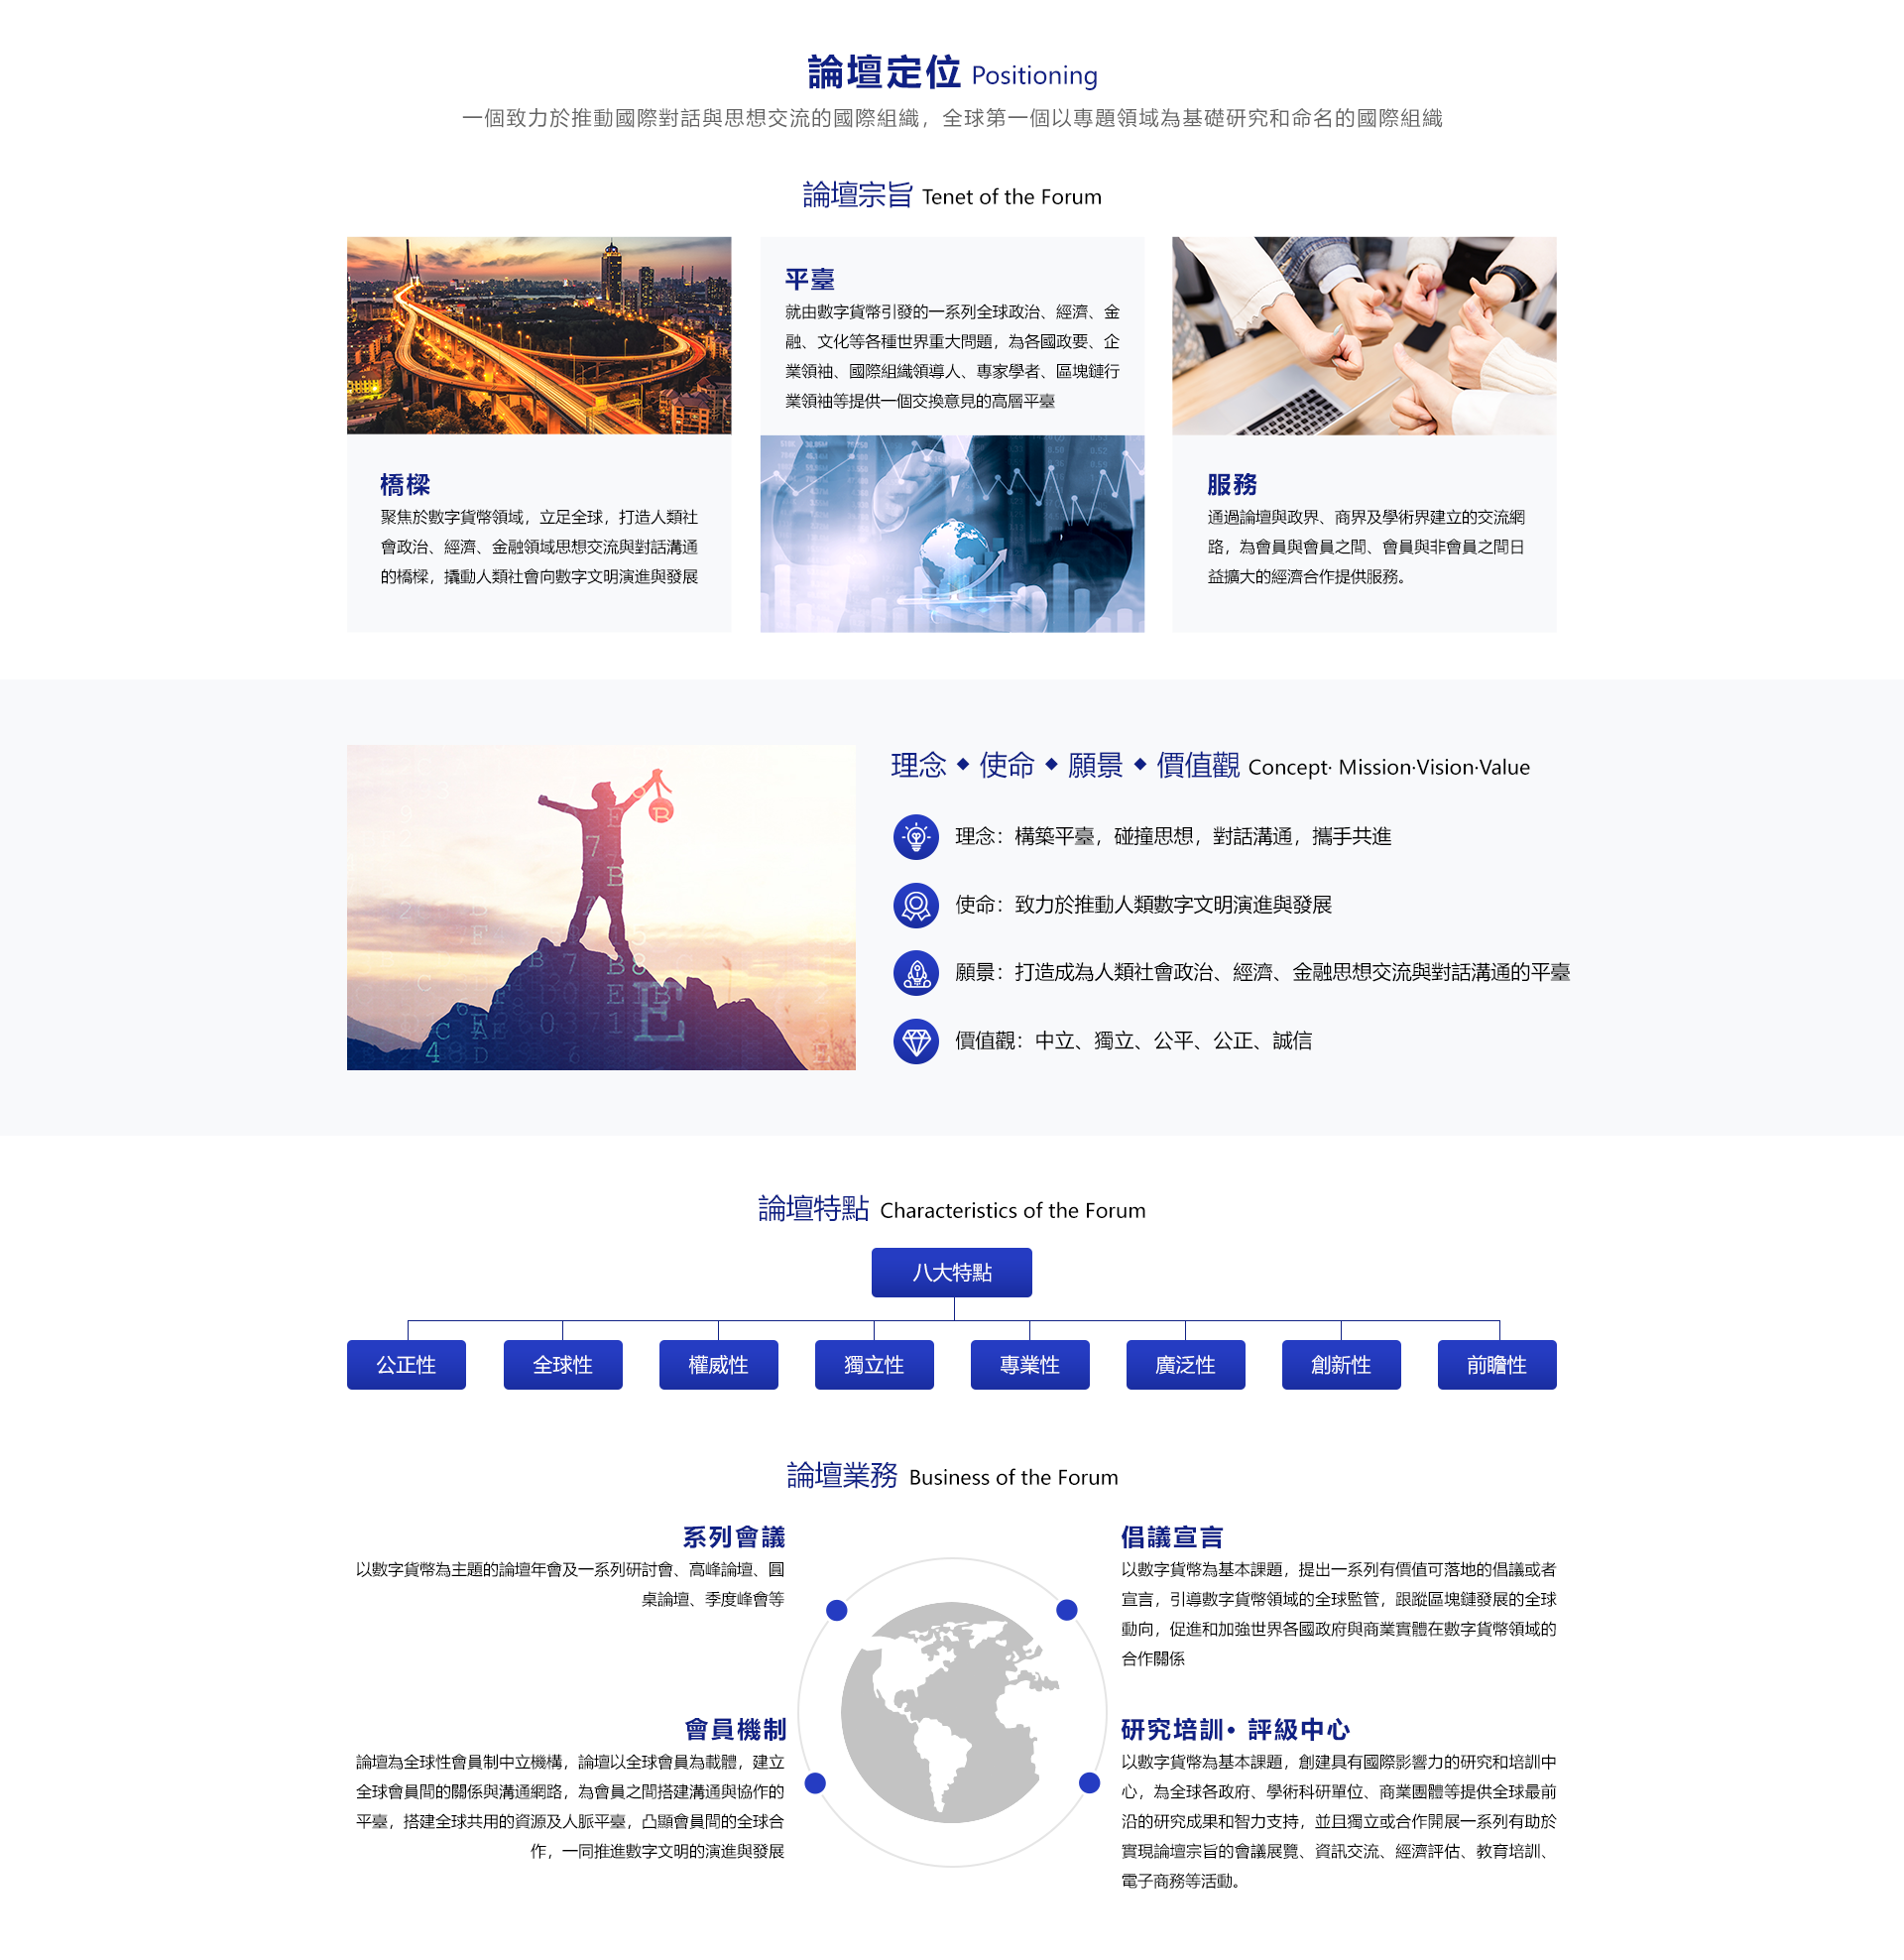 論壇定位 Positioning
一個致力於推動國際對話與思想交流的國際組織，全球第一個以專題領域為基礎研究和命名的國際組織
論壇宗旨 Tenet of the Forum
橋樑
聚焦於數字貨幣領域，立足全球，打造人類社
會政治、經濟、金融領域思想交流與對話溝通
的橋樑，撬動人類社會向數字文明演進與發展
平臺
就由數字貨幣引發的一系列全球政治、經濟、金
融、文化等各種世界重大問題，為各國政要、企
業領袖、國際組織領導人、專家學者、區塊鏈行
業領袖等提供一個交換意見的高層平臺
服務
通過論壇與政界、商界及學術界建立的交流網
路，為會員與會員之間、會員與非會員之間日
益擴大的經濟合作提供服務。
理念 ◆ 使命 ◆ 願景 ◆ 價值觀 Concept· Mission·Vision·Value
理念：構築平臺，碰撞思想，對話溝通，攜手共進
使命：致力於推動人類數字文明演進與發展
願景：打造成為人類社會政治、經濟、金融思想交流與對話溝通的平臺
價值觀：中立、獨立、公平、公正、誠信
論壇特點 Characteristics of the Forum
八大特點
公正性 全球性 權威性 獨立性 專業性 廣泛性 創新性 前瞻性
論壇業務 Business of the Forum
系列會議
以數字貨幣為主題的論壇年會及一系列研討會、高峰論壇、圓
桌論壇、季度峰會等
倡議宣言
以數字貨幣為基本課題，提出一系列有價值可落地的倡議或者
宣言，引導數字貨幣領域的全球監管，跟蹤區塊鏈發展的全球
動向，促進和加強世界各國政府與商業實體在數字貨幣領域的
合作關係
會員機制
論壇為全球性會員制中立機構，論壇以全球會員為載體，建立
全球會員間的關係與溝通網路，為會員之間搭建溝通與協作的
平臺，搭建全球共用的資源及人脈平臺，凸顯會員間的全球合
作，一同推進數字文明的演進與發展
研究培訓• 評級中心
以數字貨幣為基本課題，創建具有國際影響力的研究和培訓中
心，為全球各政府、學術科研單位、商業團體等提供全球最前
沿的研究成果和智力支持，並且獨立或合作開展一系列有助於
實現論壇宗旨的會議展覽、資訊交流、經濟評估、教育培訓、
電子商務等活動。